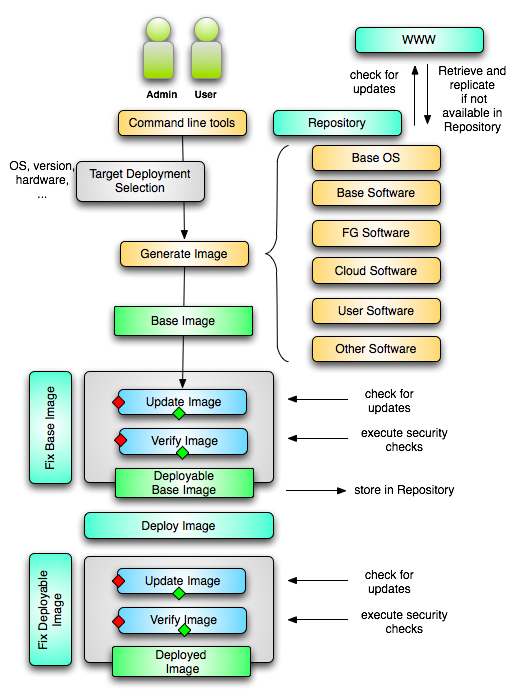 WWW
check for
updates
Retrieve and
replicate
if not
available in
Repository
Admin
User
Command line tools
Repository
OS, version,
hardware,
...
Target Deployment
Selection
Base OS
Base Software
Generate Image
FG Software
Cloud Software
User Software
Other Software
Base Image
Fix Base Image
Update Image
check for
updates
Verify Image
execute security
checks
Deployable
Base Image
store in Repository
Deploy Image
Fix Deployable
Image
Update Image
check for
updates
Verify Image
execute security
checks
Deployed
Image